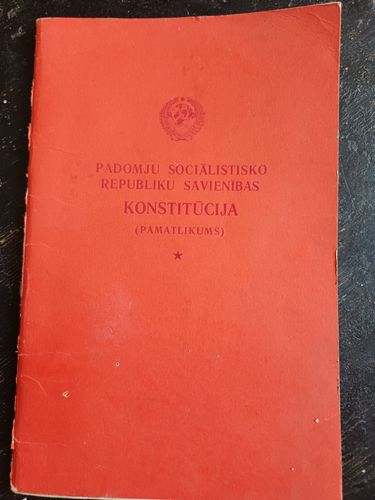 PADOMJU SOCIĀLISTISKO
REPUBLIKU SAVIENĪBAS
KONSTITŪCIJA
(PAMATLIKUMS)